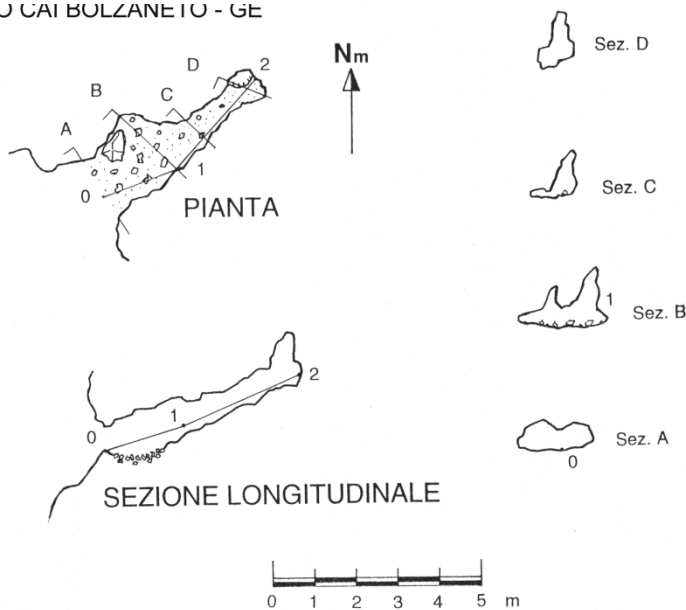 O CAI BOLZANETO - GE
Nm
D 2
B C
A
0 1
PIANTA
Sez. D
Sez. C
1 Sez. B
Sez. A
0
2
1
0
SEZIONE LONGITUDINALE
0 1 2 3 4 5 m